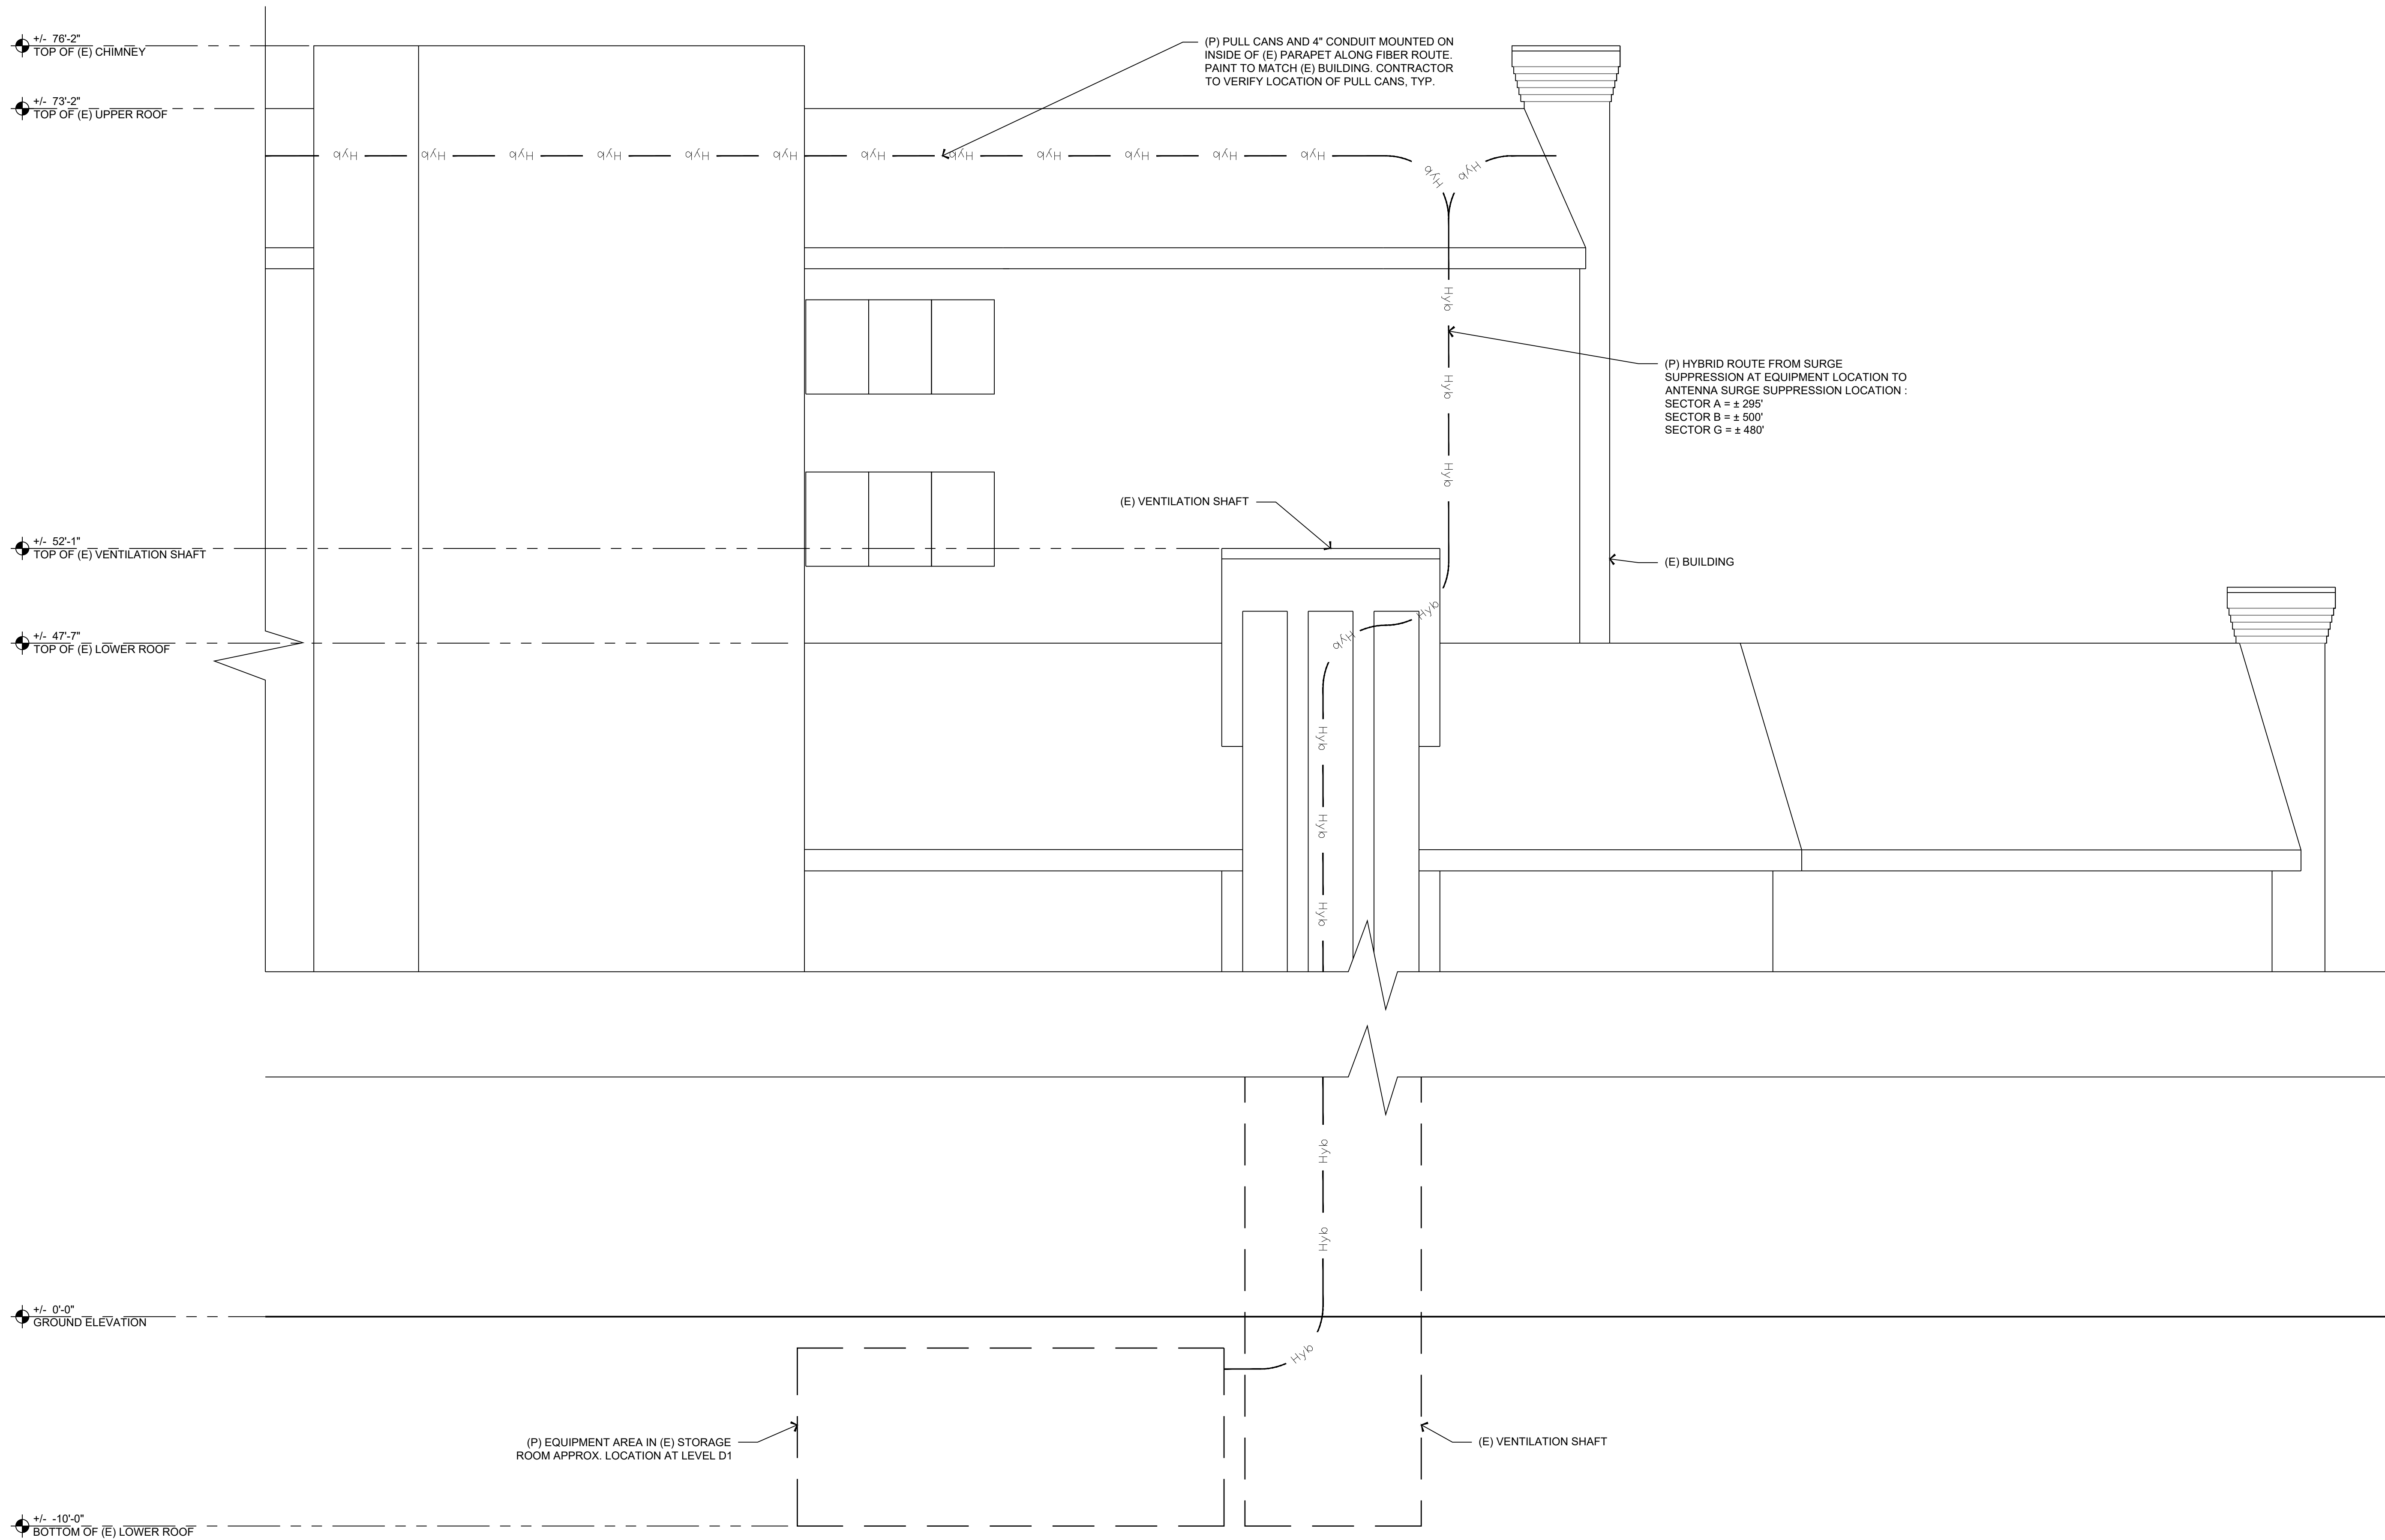 +/- 76'-2"
TOP OF (E) CHIMNEY
(P) PULL CANS AND 4" CONDUIT MOUNTED ON
INSIDE OF (E) PARAPET ALONG FIBER ROUTE.
PAINT TO MATCH (E) BUILDING. CONTRACTOR
TO VERIFY LOCATION OF PULL CANS, TYP.
+/- 73'-2"
TOP OF (E) UPPER ROOF
Hyb Hyb Hyb Hyb Hyb Hyb Hyb Hyb Hyb Hyb Hyb Hyb
Hyb
Hyb
Hyb
(P) HYBRID ROUTE FROM SURGE
SUPPRESSION AT EQUIPMENT LOCATION TO
ANTENNA SURGE SUPPRESSION LOCATION :
SECTOR A = ± 295'
SECTOR B = ± 500'
SECTOR G = ± 480'
Hyb
Hyb
(E) VENTILATION SHAFT
+/- 52'-1"
TOP OF (E) VENTILATION SHAFT
(E) BUILDING
Hyb
Hyb
+/- 47'-7"
TOP OF (E) LOWER ROOF
Hyb
Hyb
Hyb
Hyb
Hyb
+/- 0'-0"
GROUND ELEVATION
Hyb
(P) EQUIPMENT AREA IN (E) STORAGE
ROOM APPROX. LOCATION AT LEVEL D1
(E) VENTILATION SHAFT
+/- -10'-0"
BOTTOM OF (E) LOWER ROOF